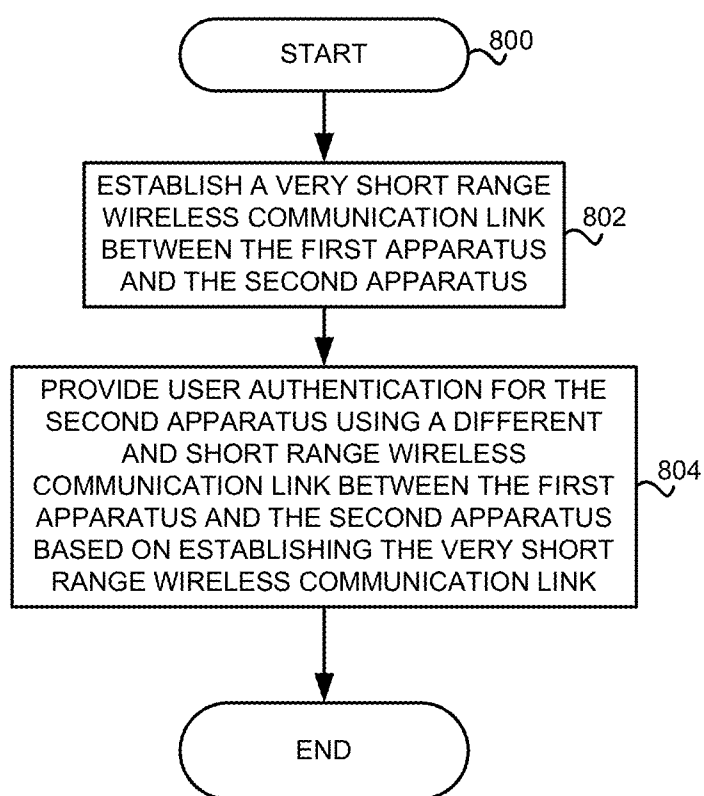 START
800
ESTABLISH A VERY SHORT RANGE
WIRELESS COMMUNICATION LINK
BETWEEN THE FIRST APPARATUS
AND THE SECOND APPARATUS
802
PROVIDE USER AUTHENTICATION FOR THE
SECOND APPARATUS USING A DIFFERENT
AND SHORT RANGE WIRELESS
COMMUNICATION LINK BETWEEN THE FIRST
APPARATUS AND THE SECOND APPARATUS
BASED ON ESTABLISHING THE VERY SHORT
RANGE WIRELESS COMMUNICATION LINK
804
END